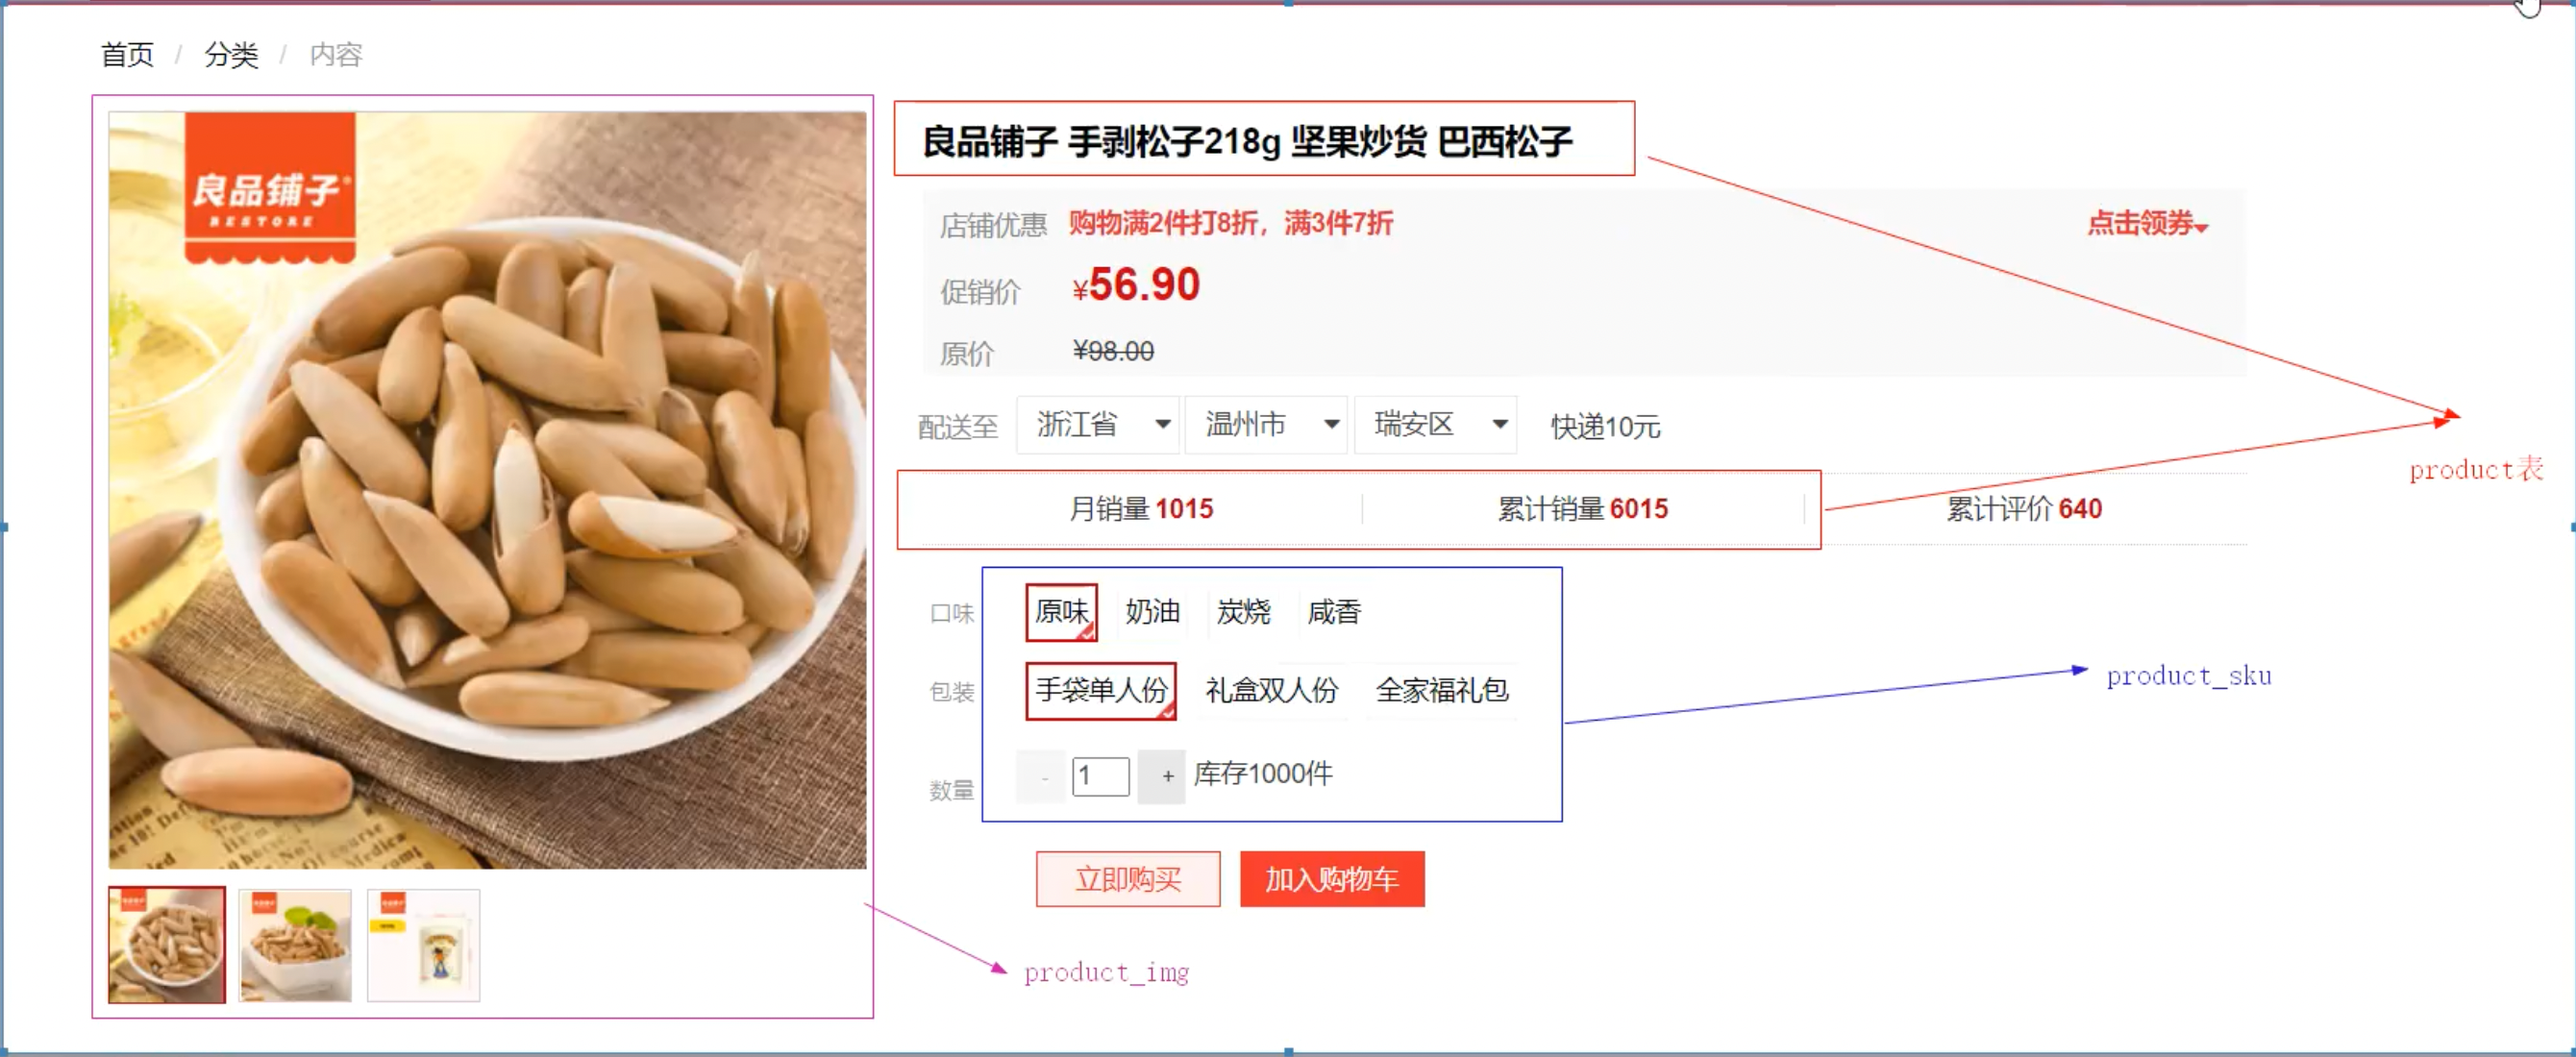 首页 / 分类 / 内容
良品铺子®
BESTORE
良品铺子 手剥松子218g 坚果炒货 巴西松子
店铺优惠 购物满2件打8折，满3件7折 点击领券
促销价 ¥56.90
原价 ¥98.00
配送至 浙江省 温州市 瑞安区 快递10元
product表
月销量 1015 累计销量 6015 累计评价 640
口味 原味 奶油 炭烧 咸香
包装 手袋单人份 礼盒双人份 全家福礼包
product_sku
数量 - 1 + 库存1000件
立即购买 加入购物车
product_img